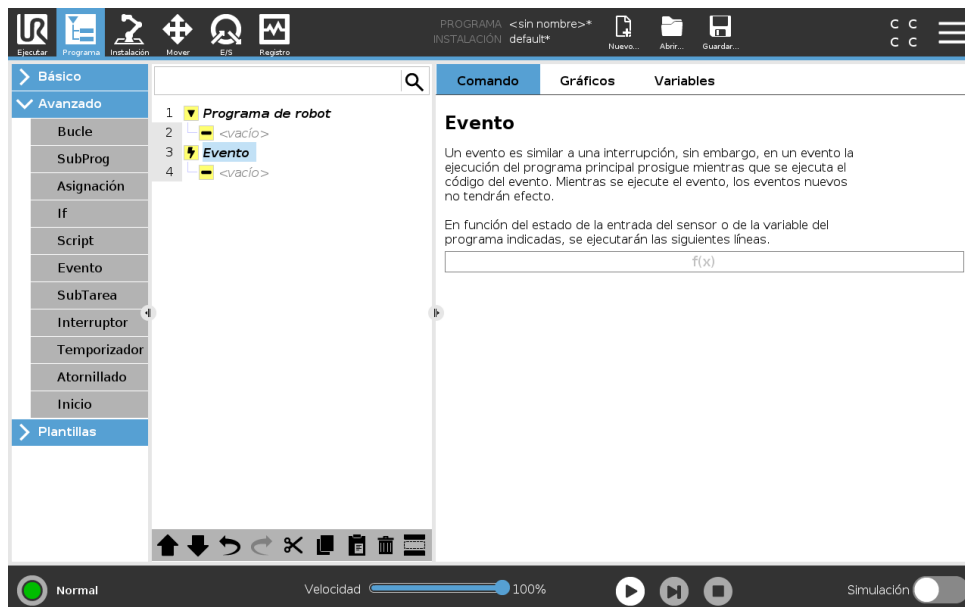 Ejecutar
Programa
Instalación
Mover
E/S
Registro
PROGRAMA <sin nombre>*
INSTALACIÓN default*
Nuevo...
Abrir...
Guardar...
C C
C C
Básico
Avanzado
Bucle
SubProg
Asignación
If
Script
Evento
SubTarea
Interruptor
Temporizador
Atornillado
Inicio
Plantillas
1 Programa de robot
2 <vacío>
3 Evento
4 <vacío>
Comando Gráficos Variables
Evento
Un evento es similar a una interrupción, sin embargo, en un evento la
ejecución del programa principal prosigue mientras que se ejecuta el
código del evento. Mientras se ejecute el evento, los eventos nuevos
no tendrán efecto.
En función del estado de la entrada del sensor o de la variable del
programa indicadas, se ejecutarán las siguientes líneas.
f(x)
Normal
Velocidad 100%
Simulación